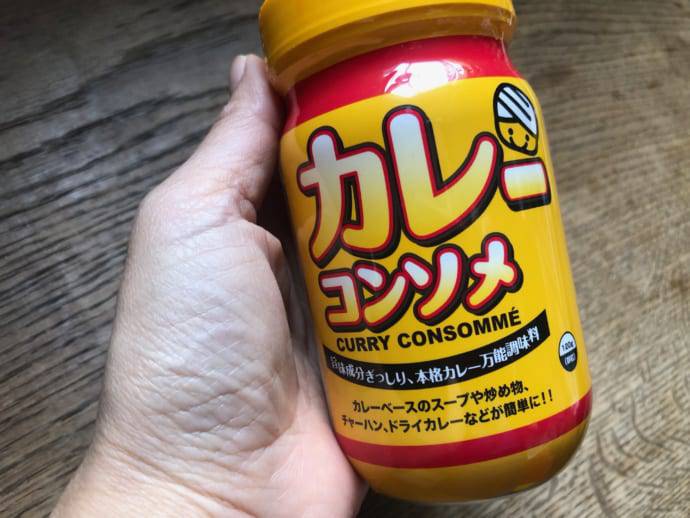 カレー
コンソメ
CURRY CONSOMMÉ
旨味成分ぎっしり、本格カレー万能調味料
100g
カレーベースのスープや炒め物、
チャーハン、ドライカレーなどが簡単に!!